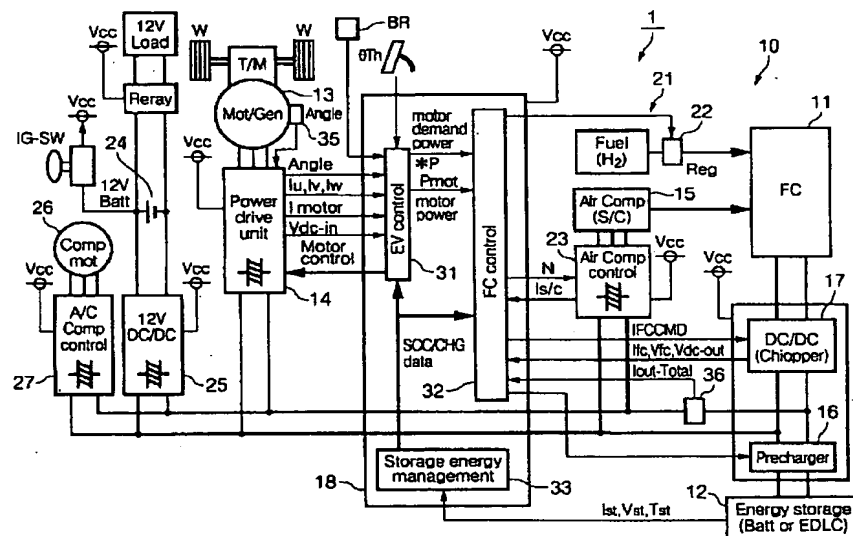 12V
Load
Vcc
Reray
Vcc
IG-SW
24
12V
Batt
26
Comp
mot
Vcc
A/C
Comp
control
27
12V
DC/DC
Vcc
25
W
T/M
W
13
Mot/Gen
Angle
35
Vcc
Power
drive
unit
14
BR
θTh
Angle
Iu,Iv,Iw
I motor
Vdc-in
Motor
control
EV control
31
motor
demand
power
*P
Pmot
motor
power
SOC/CHG
data
FC control
32
18
Storage energy
management
33
Vcc
1
10
21
22
Fuel
(H2)
Reg
11
FC
15
Air Comp
(S/C)
23
Air Comp
control
Vcc
N
Is/c
Vcc
17
IFCCMD
Ifc,Vfc,Vdc-out
Iout-Total
36
DC/DC
(Chiopper)
16
Precharger
12
Energy storage
(Batt or EDLC)
Ist,Vst,Tst